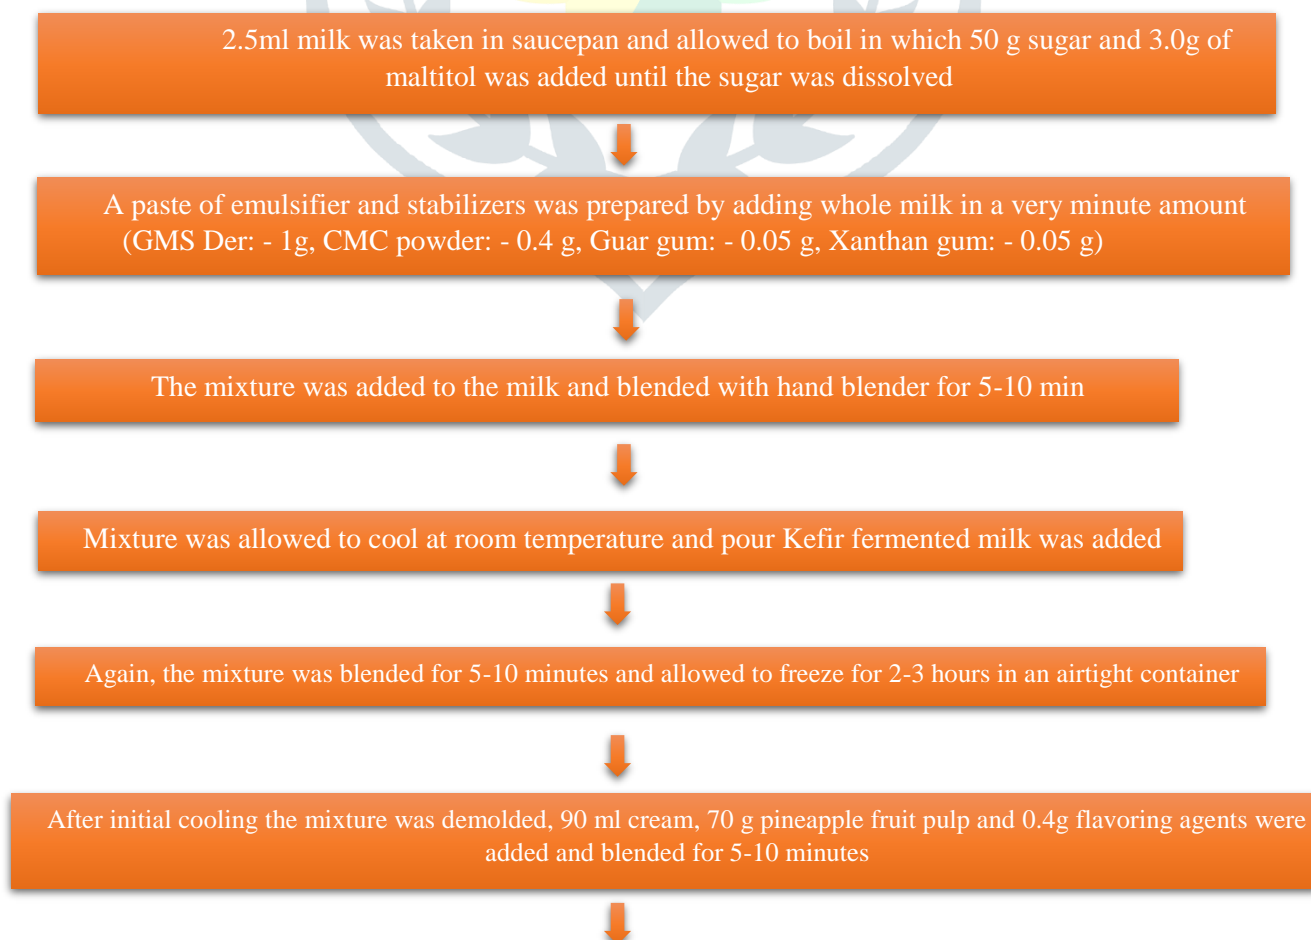 2.5ml milk was taken in saucepan and allowed to boil in which 50 g sugar and 3.0g of
maltitol was added until the sugar was dissolved
A paste of emulsifier and stabilizers was prepared by adding whole milk in a very minute amount
(GMS Der: - 1g, CMC powder: - 0.4 g, Guar gum: - 0.05 g, Xanthan gum: - 0.05 g)
The mixture was added to the milk and blended with hand blender for 5-10 min
Mixture was allowed to cool at room temperature and pour Kefir fermented milk was added
Again, the mixture was blended for 5-10 minutes and allowed to freeze for 2-3 hours in an airtight container
After initial cooling the mixture was demolded, 90 ml cream, 70 g pineapple fruit pulp and 0.4g flavoring agents were
added and blended for 5-10 minutes